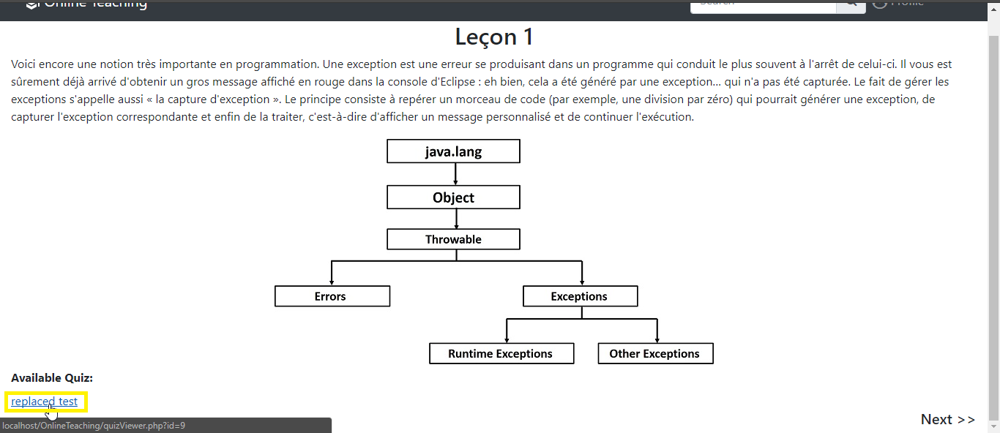 Online Teaching
Search
Profile
Leçon 1
Voici encore une notion très importante en programmation. Une exception est une erreur se produisant dans un programme qui conduit le plus souvent à l'arrêt de celui-ci. Il vous est
sûrement déjà arrivé d'obtenir un gros message affiché en rouge dans la console d'Eclipse : eh bien, cela a été généré par une exception... qui n'a pas été capturée. Le fait de gérer les
exceptions s'appelle aussi « la capture d'exception ». Le principe consiste à repérer un morceau de code (par exemple, une division par zéro) qui pourrait générer une exception, de
capturer l'exception correspondante et enfin de la traiter, c'est-à-dire d'afficher un message personnalisé et de continuer l'exécution.
java.lang
Object
Throwable
Errors
Exceptions
Runtime Exceptions
Other Exceptions
Available Quiz:
replaced test
Next >>
localhost/OnlineTeaching/quizViewer.php?id=9